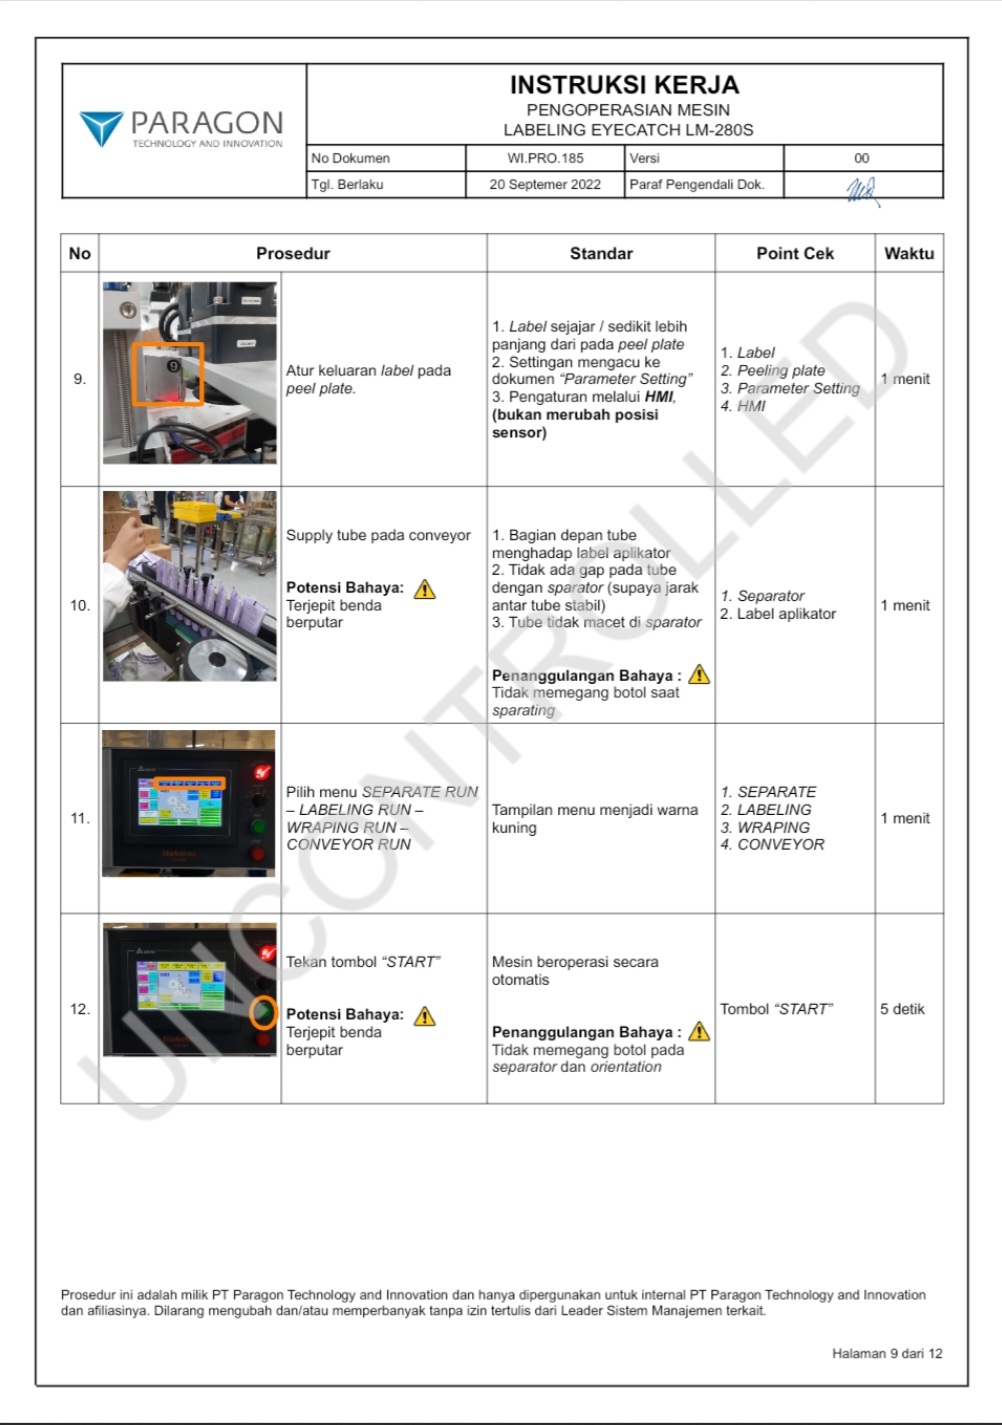 PARAGON
TECHNOLOGY AND INNOVATION
INSTRUKSI KERJA
PENGOPERASIAN MESIN
LABELING EYECATCH LM-280S
No Dokumen
WI.PRO.185
Versi
00
Tgl. Berlaku
20 Septemer 2022
Paraf Pengendali Dok.
No
Prosedur
Standar
Point Cek
Waktu
9.
9
Atur keluaran label pada
peel plate.
1. Label sejajar / sedikit lebih
panjang dari pada peel plate
2. Settingan mengacu ke
dokumen “Parameter Setting”
3. Pengaturan melalui HMI,
(bukan merubah posisi
sensor)
1. Label
2. Peeling plate
3. Parameter Setting
4. HMI
1 menit
10.
Supply tube pada conveyor
Potensi Bahaya:
Terjepit benda
berputar
1. Bagian depan tube
menghadap label aplikator
2. Tidak ada gap pada tube
dengan sparator (supaya jarak
antar tube stabil)
3. Tube tidak macet di sparator
Penanggulangan Bahaya :
Tidak memegang botol saat
sparating
1. Separator
2. Label aplikator
1 menit
11.
Pilih menu SEPARATE RUN
– LABELING RUN –
WRAPING RUN –
CONVEYOR RUN
Tampilan menu menjadi warna
kuning
1. SEPARATE
2. LABELING
3. WRAPING
4. CONVEYOR
1 menit
12.
Tekan tombol “START”
Potensi Bahaya:
Terjepit benda
berputar
Mesin beroperasi secara
otomatis
Penanggulangan Bahaya :
Tidak memegang botol pada
separator dan orientation
Tombol “START”
5 detik
UNCONTROLLED
Prosedur ini adalah milik PT Paragon Technology and Innovation dan hanya dipergunakan untuk internal PT Paragon Technology and Innovation
dan afiliasinya. Dilarang mengubah dan/atau memperbanyak tanpa izin tertulis dari Leader Sistem Manajemen terkait.
Halaman 9 dari 12